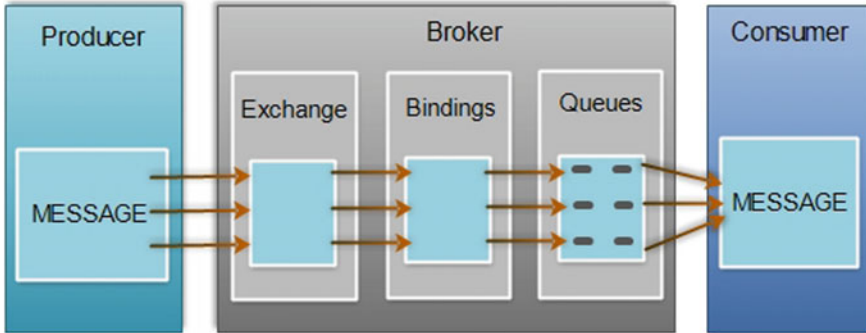 Producer
Broker
Consumer
Exchange
Bindings
Queues
MESSAGE
MESSAGE